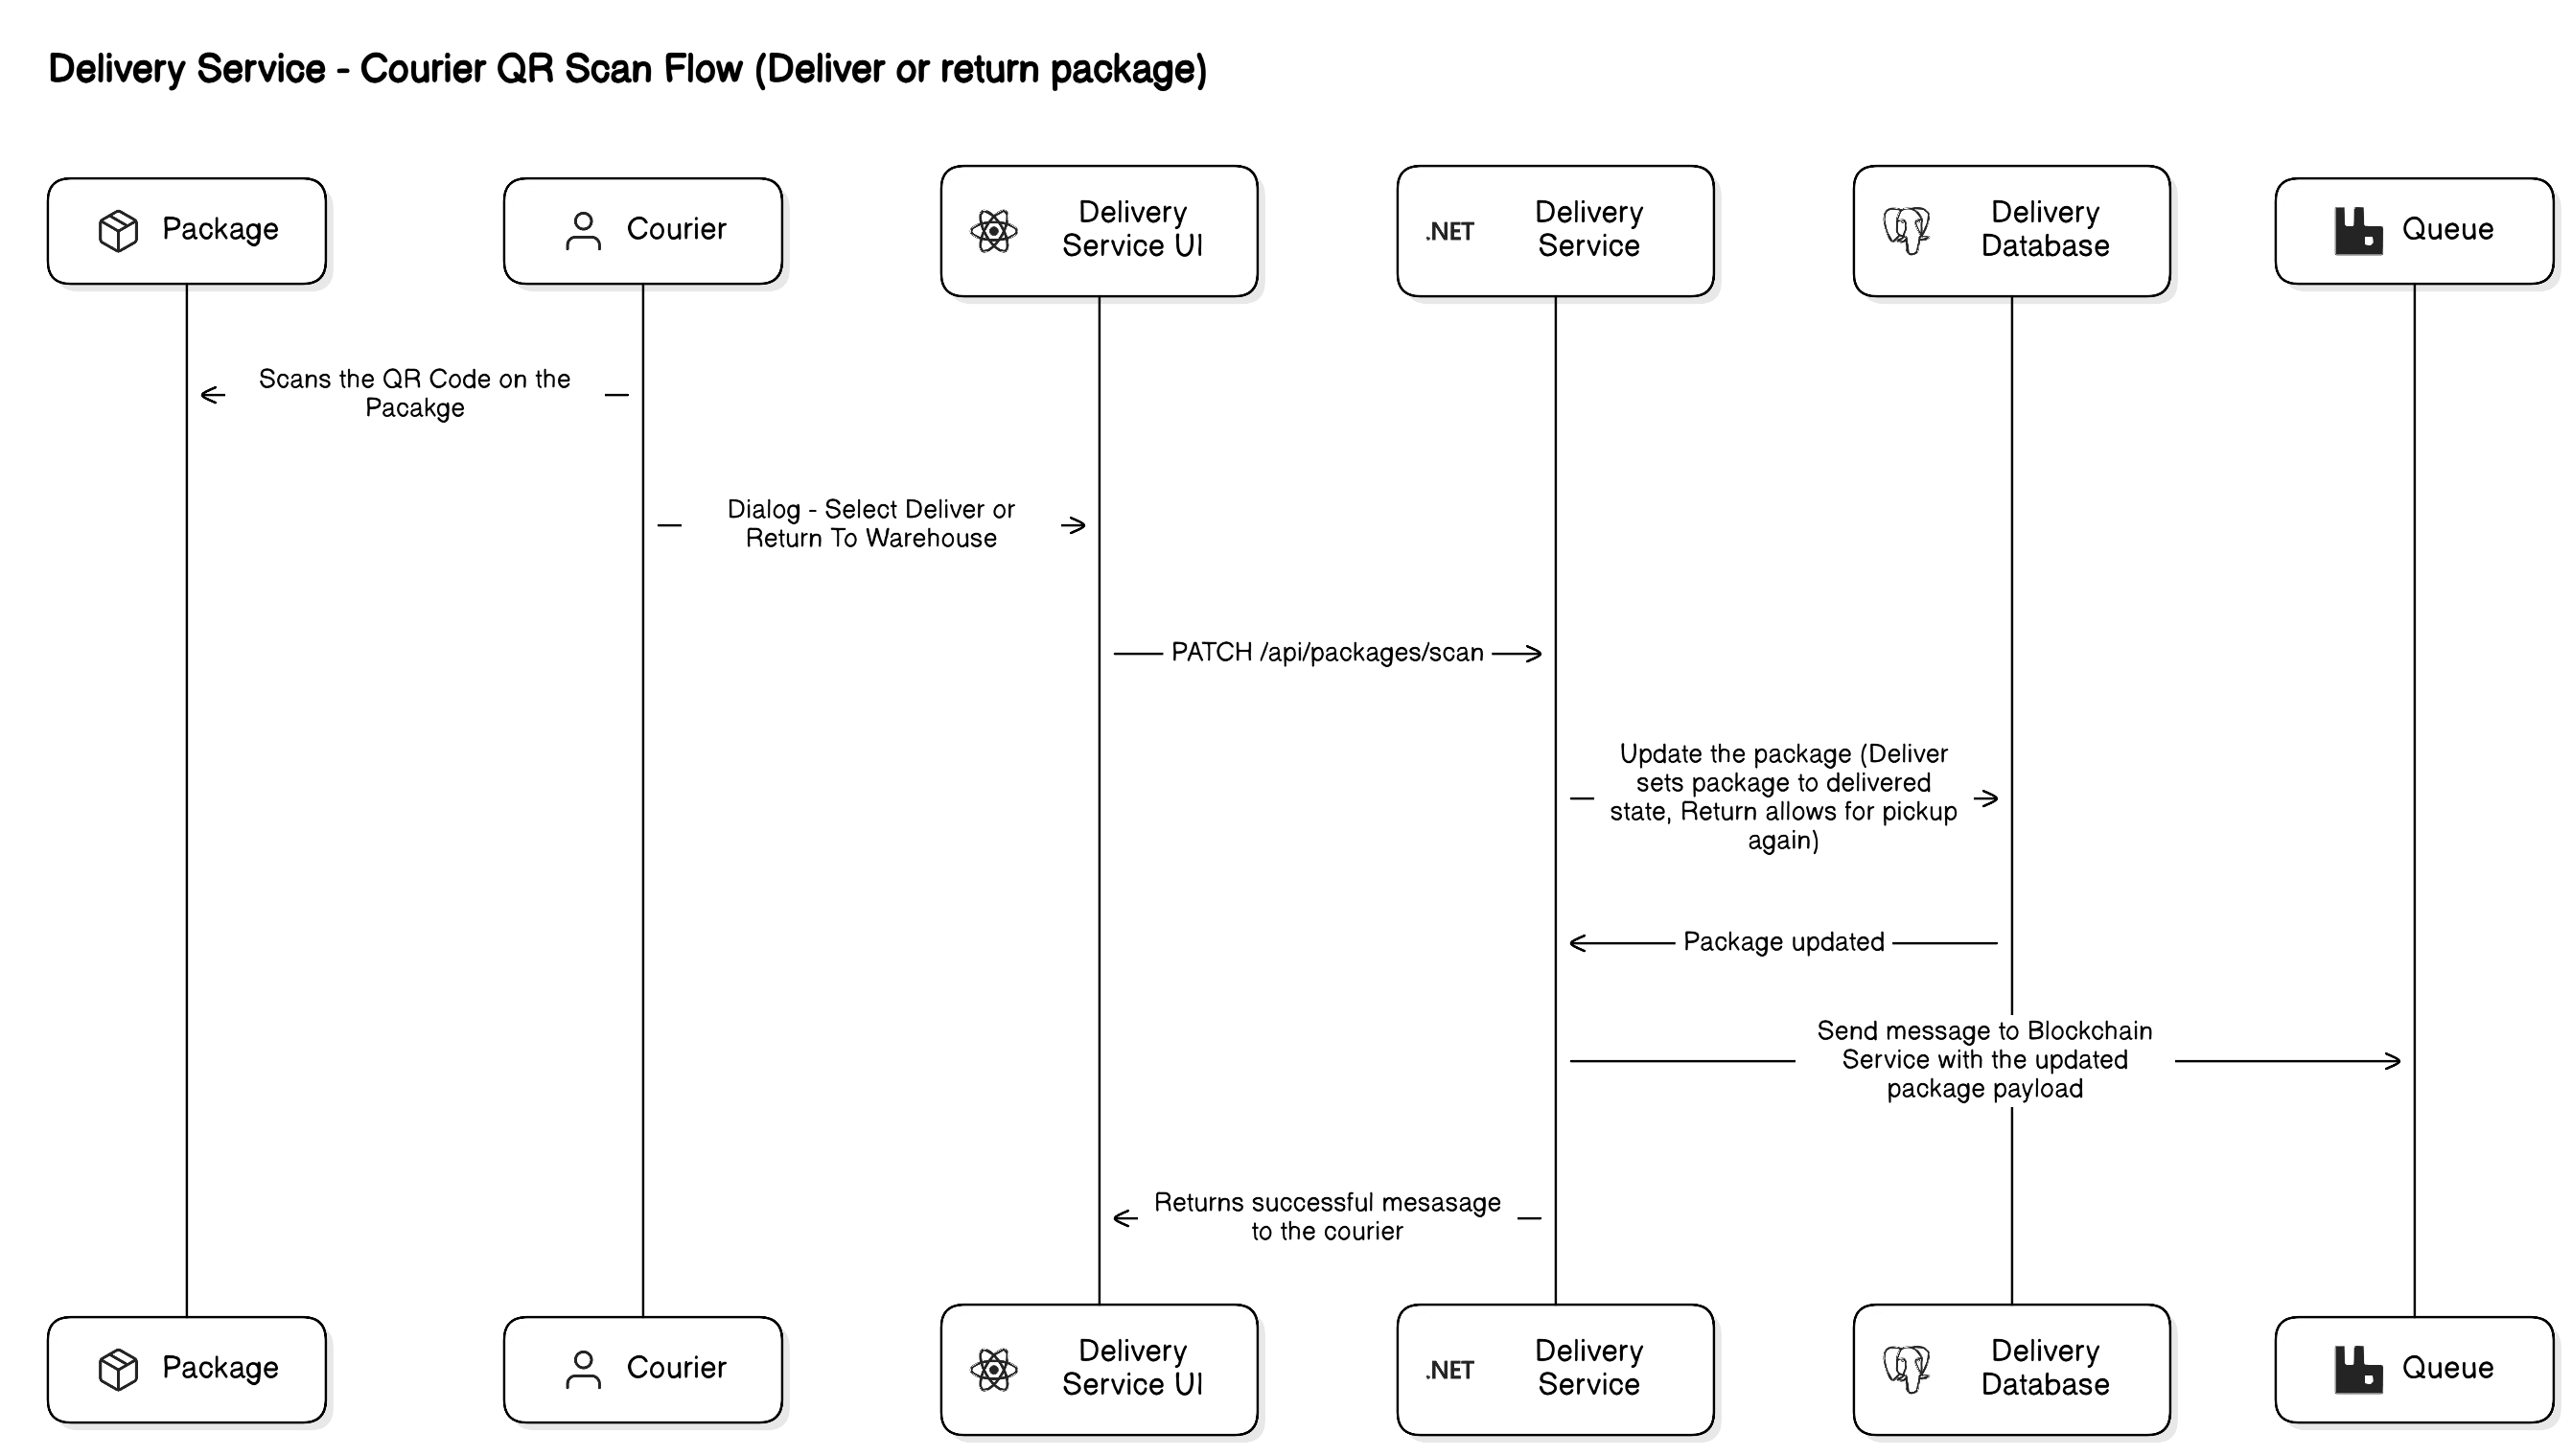 Delivery Service - Courier QR Scan Flow (Deliver or return package)
Package
Courier
Delivery
Service UI
.NET
Delivery
Service
Delivery
Database
Queue
Scans the QR Code on the
Pacakge
Dialog - Select Deliver or
Return To Warehouse
PATCH /api/packages/scan
Update the package (Deliver
sets package to delivered
state, Return allows for pickup
again)
Package updated
Send message to Blockchain
Service with the updated
package payload
Returns successful mesasage
to the courier
Package
Courier
Delivery
Service UI
.NET
Delivery
Service
Delivery
Database
Queue